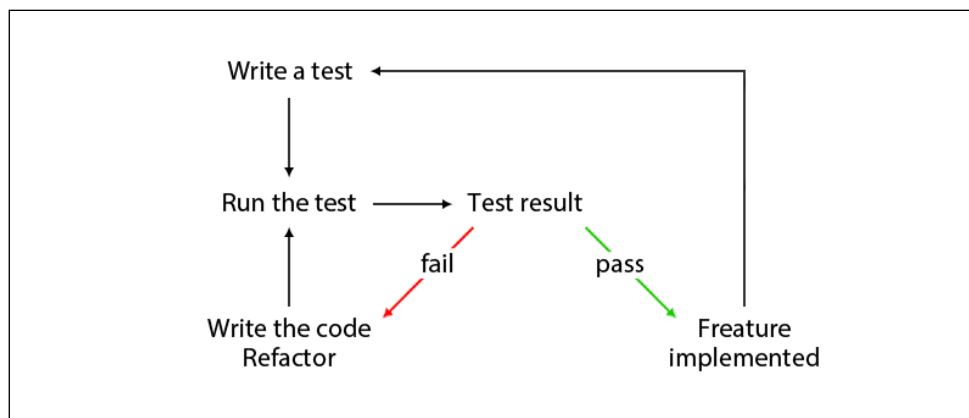 Write a test
Run the test
Test result
fail
pass
Write the code
Refactor
Freature
implemented